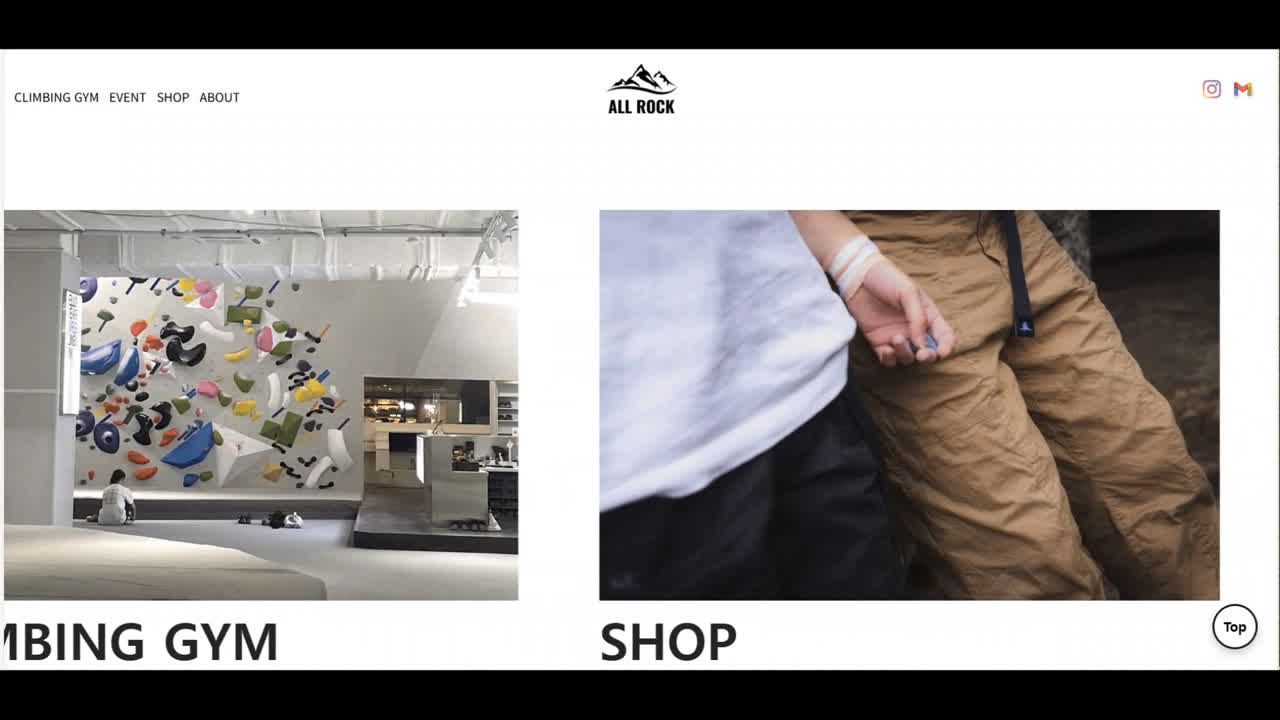 CLIMBING GYM EVENT SHOP ABOUT
ALL ROCK
MBING GYM
SHOP
Top